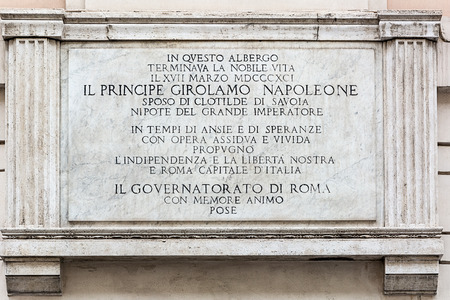 IN QVESTO ALBERGO
TERMINAVA LA NOBILE VITA
IL XVII MARZO MDCCCXCI
IL PRINCIPE GIROLAMO NAPOLEONE
SPOSO DI CLOTILDE DI SAVOIA
NIPOTE DEL GRANDE IMPERATORE
IN TEMPI DI ANSIE E DI SPERANZE
CON OPERA ASSIDVA E VIVIDA
PROPVGNO
L'INDIPENDENZA E LA LIBERTÀ NOSTRA
E ROMA CAPITALE D'ITALIA
IL GOVERNATORATO DI ROMA
CON MEMORE ANIMO
POSE